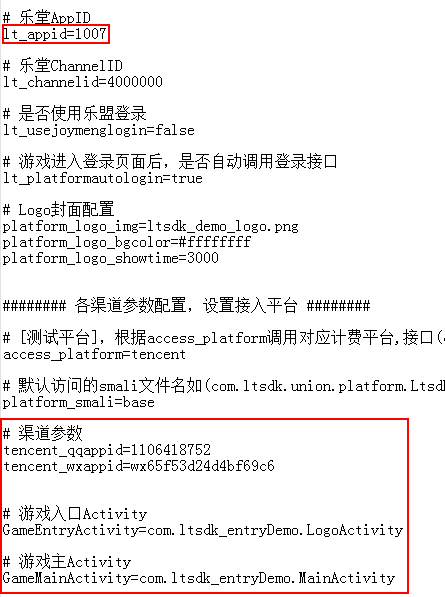 # 乐堂AppID
lt_appid=1007
# 乐堂ChannelID
lt_channelid=4000000
# 是否使用乐盟登录
lt_usejoymenglogin=false
# 游戏进入登录页面后，是否自动调用登录接口
lt_platformautologin=true
# Logo封面配置
platform_logo_img=ltsdk_demo_logo.png
platform_logo_bgcolor=#ffffffff
platform_logo_showtime=3000
######## 各渠道参数配置，设置接入平台 ########
# [测试平台]，根据access_platform调用对应计费平台,接口(
access_platform=tencent
# 默认访问的smali文件名如(com.ltsdk.union.platform.Ltsd
platform_smali=base
# 渠道参数
tencent_qqappid=1106418752
tencent_wxappid=wx65f53d24d4bf69c6
# 游戏入口Activity
GameEntryActivity=com.ltsdk_entryDemo.LogoActivity
# 游戏主Activity
GameMainActivity=com.ltsdk_entryDemo.MainActivity